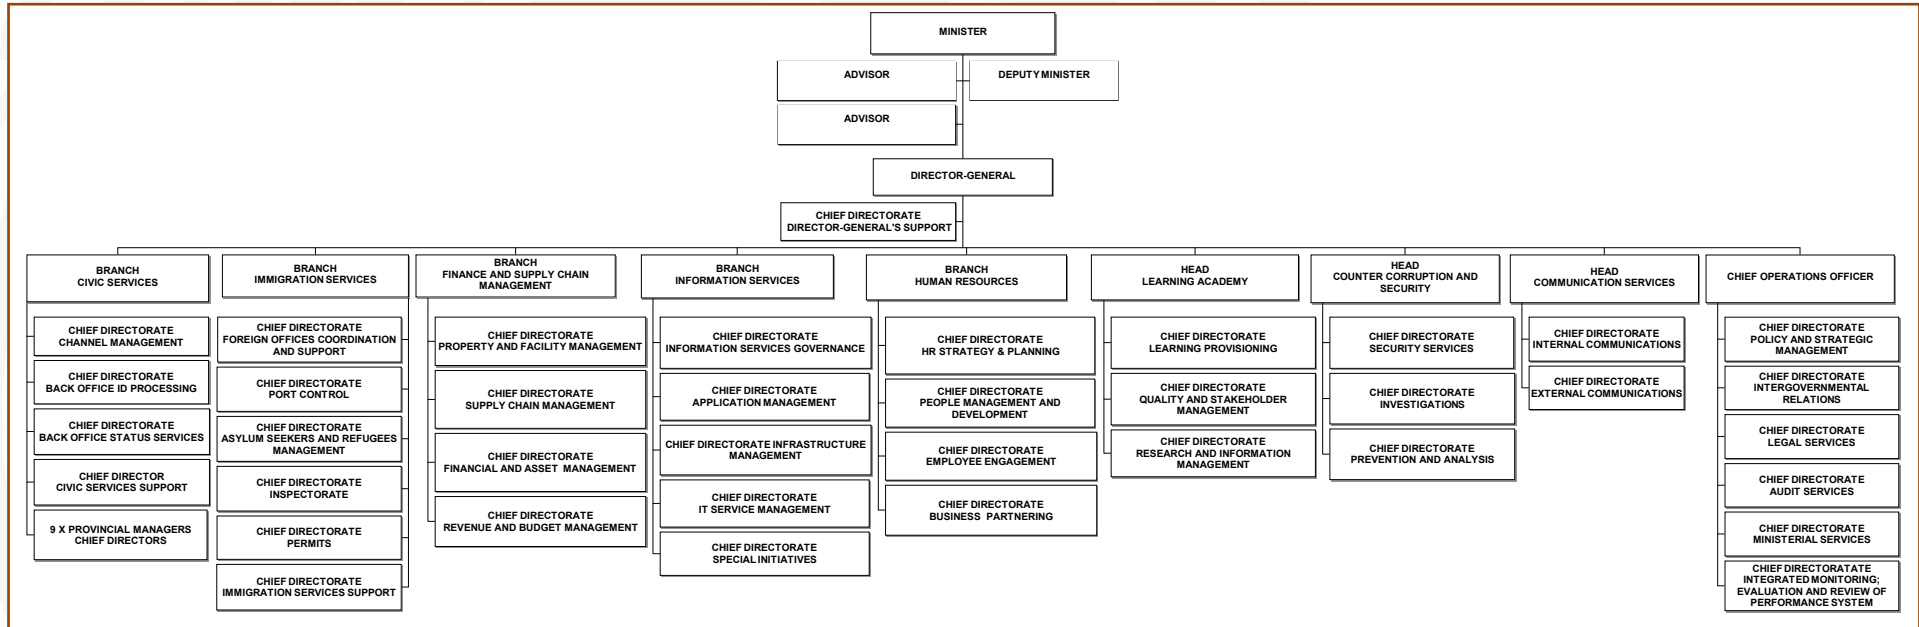 MINISTER
ADVISOR
DEPUTY MINISTER
ADVISOR
DIRECTOR-GENERAL
CHIEF DIRECTORATE
DIRECTOR-GENERAL'S SUPPORT
BRANCH
CIVIC SERVICES
CHIEF DIRECTORATE
CHANNEL MANAGEMENT
CHIEF DIRECTORATE
BACK OFFICE ID PROCESSING
CHIEF DIRECTORATE
BACK OFFICE STATUS SERVICES
CHIEF DIRECTOR
CIVIC SERVICES SUPPORT
9 X PROVINCIAL MANAGERS
CHIEF DIRECTORS
BRANCH
IMMIGRATION SERVICES
CHIEF DIRECTORATE
FOREIGN OFFICES COORDINATION
AND SUPPORT
CHIEF DIRECTORATE
PORT CONTROL
CHIEF DIRECTORATE
ASYLUM SEEKERS AND REFUGEES
MANAGEMENT
CHIEF DIRECTORATE
INSPECTORATE
CHIEF DIRECTORATE
PERMITS
CHIEF DIRECTORATE
IMMIGRATION SERVICES SUPPORT
BRANCH
FINANCE AND SUPPLY CHAIN
MANAGEMENT
CHIEF DIRECTORATE
PROPERTY AND FACILITY MANAGEMENT
CHIEF DIRECTORATE
SUPPLY CHAIN MANAGEMENT
CHIEF DIRECTORATE
FINANCIAL AND ASSET MANAGEMENT
CHIEF DIRECTORATE
REVENUE AND BUDGET MANAGEMENT
BRANCH
INFORMATION SERVICES
CHIEF DIRECTORATE
INFORMATION SERVICES GOVERNANCE
CHIEF DIRECTORATE
APPLICATION MANAGEMENT
CHIEF DIRECTORATE INFRASTRUCTURE
MANAGEMENT
CHIEF DIRECTORATE
IT SERVICE MANAGEMENT
CHIEF DIRECTORATE
SPECIAL INITIATIVES
BRANCH
HUMAN RESOURCES
CHIEF DIRECTORATE
HR STRATEGY & PLANNING
CHIEF DIRECTORATE
PEOPLE MANAGEMENT AND
DEVELOPMENT
CHIEF DIRECTORATE
EMPLOYEE ENGAGEMENT
CHIEF DIRECTORATE
BUSINESS PARTNERING
HEAD
LEARNING ACADEMY
CHIEF DIRECTORATE
LEARNING PROVISIONING
CHIEF DIRECTORATE
QUALITY AND STAKEHOLDER
MANAGEMENT
CHIEF DIRECTORATE
RESEARCH AND INFORMATION
MANAGEMENT
HEAD
COUNTER CORRUPTION AND
SECURITY
CHIEF DIRECTORATE
SECURITY SERVICES
CHIEF DIRECTORATE
INVESTIGATIONS
CHIEF DIRECTORATE
PREVENTION AND ANALYSIS
HEAD
COMMUNICATION SERVICES
CHIEF DIRECTORATE
INTERNAL COMMUNICATIONS
CHIEF DIRECTORATE
EXTERNAL COMMUNICATIONS
CHIEF OPERATIONS OFFICER
CHIEF DIRECTORATE
POLICY AND STRATEGIC
MANAGEMENT
CHIEF DIRECTORATE
INTERGOVERNMENTAL
RELATIONS
CHIEF DIRECTORATE
LEGAL SERVICES
CHIEF DIRECTORATE
AUDIT SERVICES
CHIEF DIRECTORATE
MINISTERIAL SERVICES
CHIEF DIRECTORATATE
INTEGRATED MONITORING;
EVALUATION AND REVIEW OF
PERFORMANCE SYSTEM